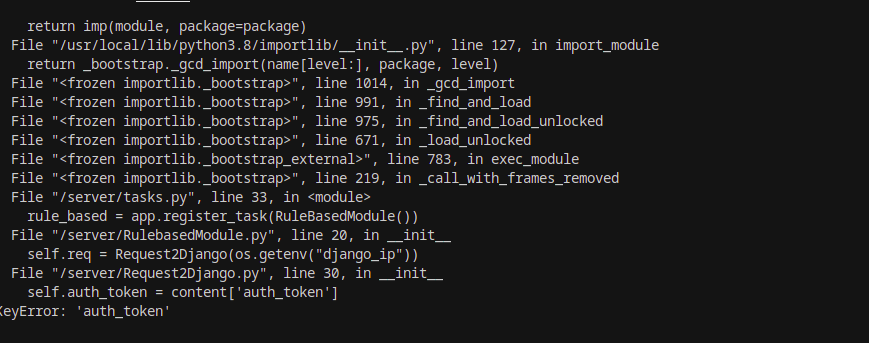 return imp(module, package=package)
File "/usr/local/lib/python3.8/importlib/__init__.py", line 127, in import_module
return _bootstrap._gcd_import(name[level:], package, level)
File "<frozen importlib._bootstrap>", line 1014, in _gcd_import
File "<frozen importlib._bootstrap>", line 991, in _find_and_load
File "<frozen importlib._bootstrap>", line 975, in _find_and_load_unlocked
File "<frozen importlib._bootstrap>", line 671, in _load_unlocked
File "<frozen importlib._bootstrap_external>", line 783, in exec_module
File "<frozen importlib._bootstrap>", line 219, in _call_with_frames_removed
File "/server/tasks.py", line 33, in <module>
rule_based = app.register_task(RuleBasedModule())
File "/server/RulebasedModule.py", line 20, in __init__
self.req = Request2Django(os.getenv("django_ip"))
File "/server/Request2Django.py", line 30, in __init__
self.auth_token = content['auth_token']
KeyError: 'auth_token'